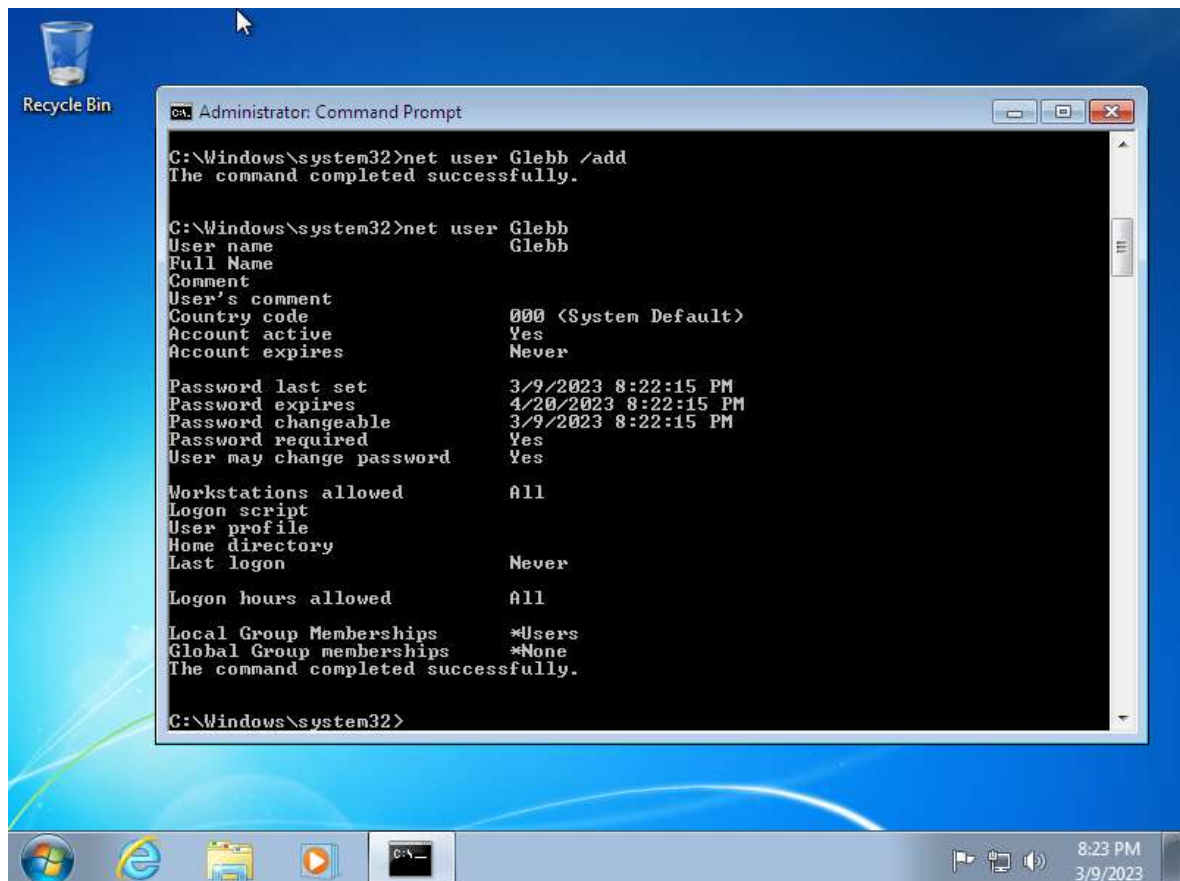 Recycle Bin
Administrator: Command Prompt
C:\Windows\system32>net user Glebb /add
The command completed successfully.
C:\Windows\system32>net user Glebb
User name Glebb
Full Name
Comment
User's comment
Country code 000 (System Default)
Account active Yes
Account expires Never
Password last set 3/9/2023 8:22:15 PM
Password expires 4/20/2023 8:22:15 PM
Password changeable 3/9/2023 8:22:15 PM
Password required Yes
User may change password Yes
Workstations allowed All
Logon script
User profile
Home directory
Last logon Never
Logon hours allowed All
Local Group Memberships *Users
Global Group memberships *None
The command completed successfully.
C:\Windows\system32>
8:23 PM
3/9/2023